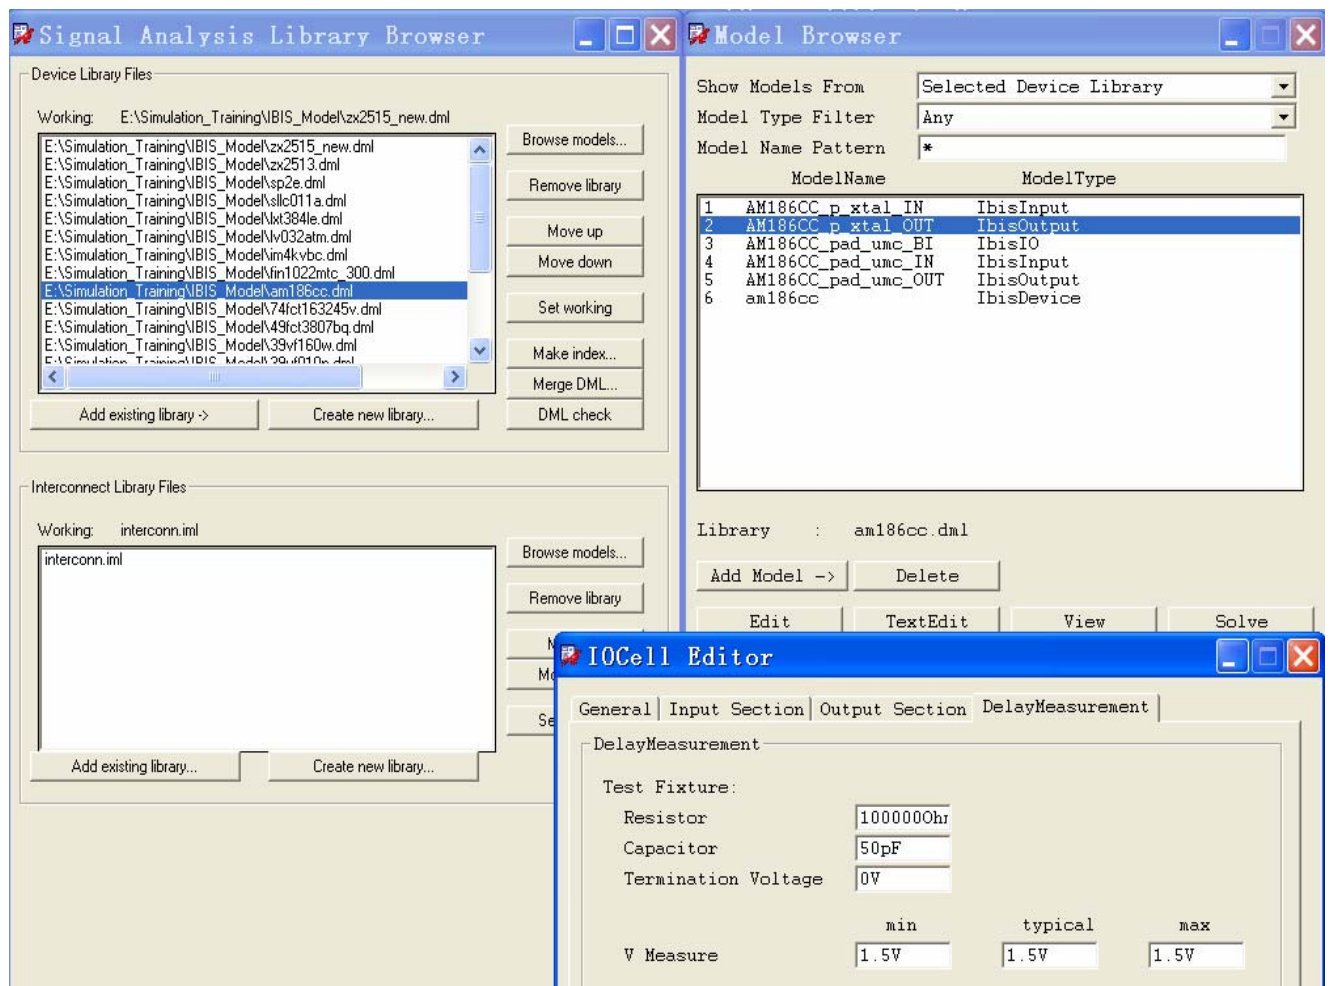 Signal Analysis Library Browser
Device Library Files
Working: E:\Simulation_Training\IBIS_Model\zx2515_new.dml
E:\Simulation_Training\IBIS_Model\zx2515_new.dml
E:\Simulation_Training\IBIS_Model\zx2513.dml
E:\Simulation_Training\IBIS_Model\sp2e.dml
E:\Simulation_Training\IBIS_Model\sllc011a.dml
E:\Simulation_Training\IBIS_Model\lxt384le.dml
E:\Simulation_Training\IBIS_Model\lv032atm.dml
E:\Simulation_Training\IBIS_Model\im4kvbc.dml
E:\Simulation_Training\IBIS_Model\fin1022mtc_300.dml
E:\Simulation_Training\IBIS_Model\am186cc.dml
E:\Simulation_Training\IBIS_Model\74fct163245v.dml
E:\Simulation_Training\IBIS_Model\49fct3807bq.dml
E:\Simulation_Training\IBIS_Model\39vf160w.dml
Browse models...
Remove library
Move up
Move down
Set working
Make index...
Merge DML...
DML check
Add existing library -> Create new library...
Interconnect Library Files
Working: interconn.iml
interconn.iml
Browse models...
Remove library
Add existing library... Create new library...
Model Browser
Show Models From Selected Device Library
Model Type Filter Any
Model Name Pattern *
ModelName ModelType
1 AM186CC_p_xtal_IN IbisInput
2 AM186CC_p_xtal_OUT IbisOutput
3 AM186CC_pad_umc_BI IbisIO
4 AM186CC_pad_umc_IN IbisInput
5 AM186CC_pad_umc_OUT IbisOutput
6 am186cc IbisDevice
Library : am186cc.dml
Add Model -> Delete
Edit TextEdit View Solve
IOCell Editor
General Input Section Output Section DelayMeasurement
DelayMeasurement
Test Fixture:
Resistor
Capacitor 50pF
Termination Voltage 0V
min typical max
V Measure 1.5V 1.5V 1.5V